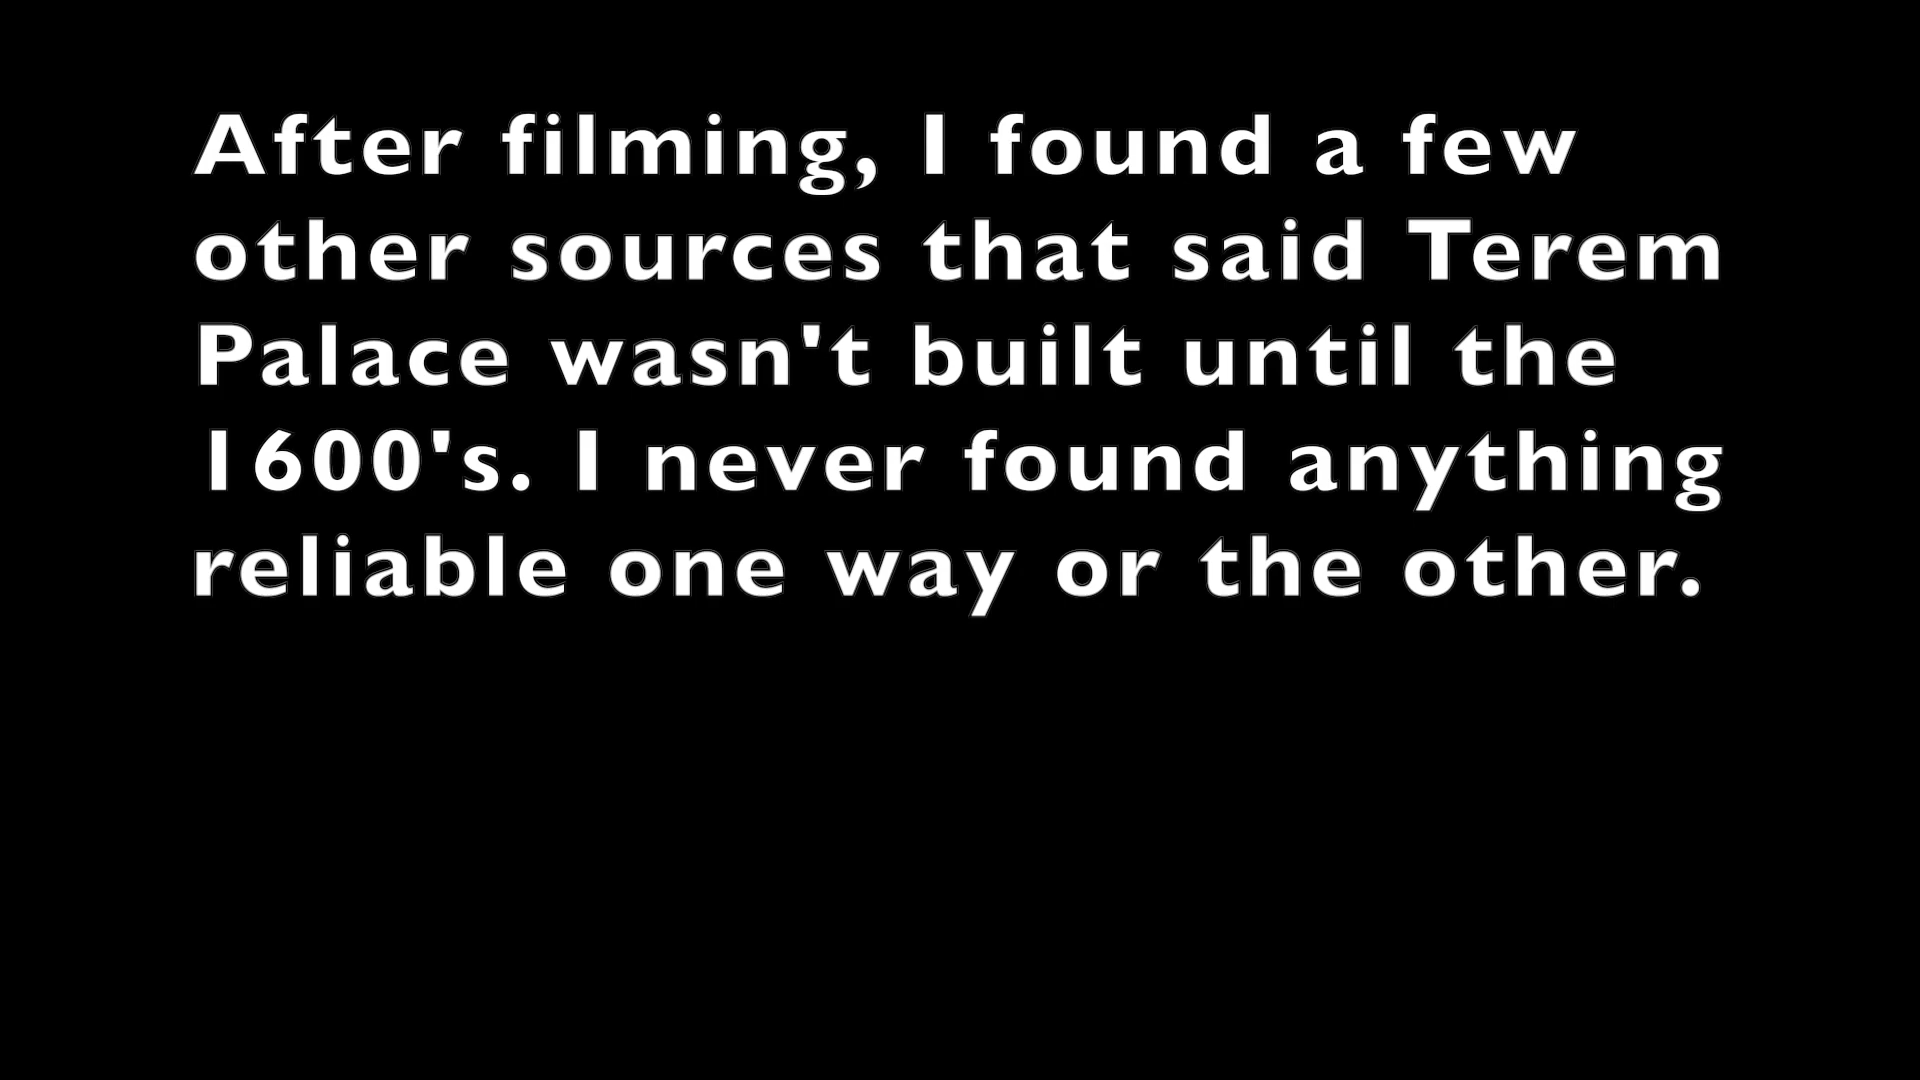 After filming, I found a few
other sources that said Terem
Palace wasn't built until the
1600's. I never found anything
reliable one way or the other.